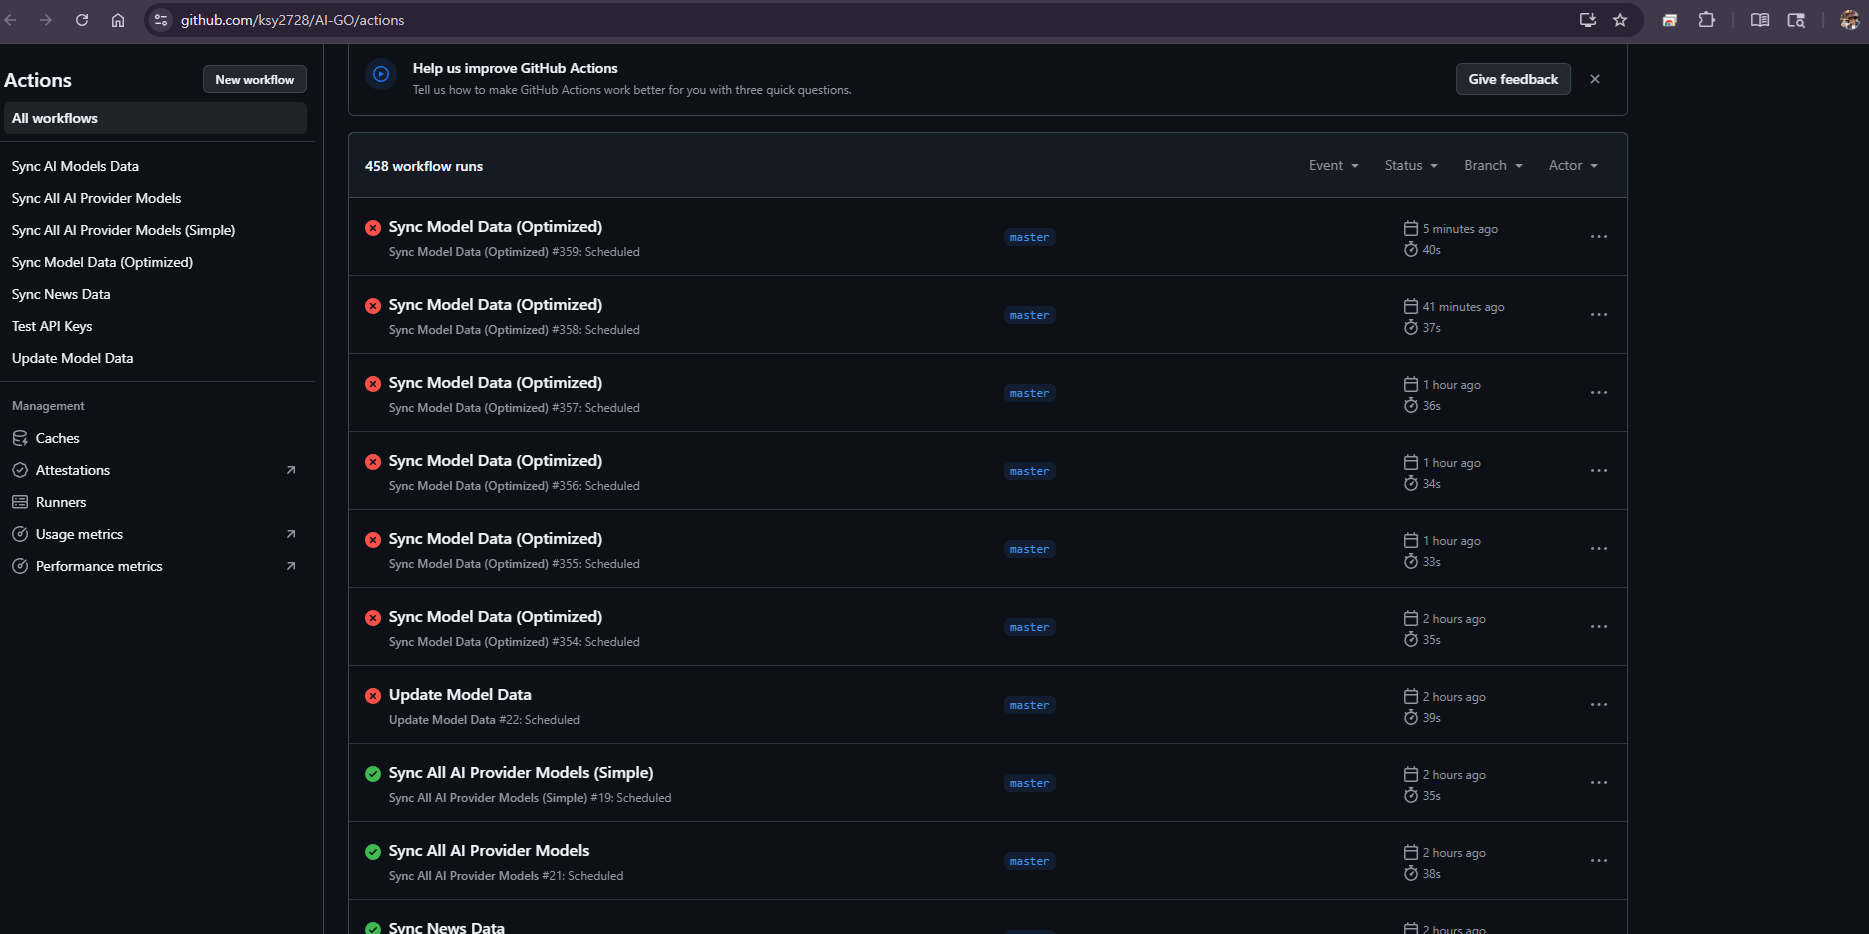 github.com/ksy2728/AI-GO/actions
Actions
New workflow
All workflows
Sync AI Models Data
Sync All AI Provider Models
Sync All AI Provider Models (Simple)
Sync Model Data (Optimized)
Sync News Data
Test API Keys
Update Model Data
Management
Caches
Attestations
Runners
Usage metrics
Performance metrics
Help us improve GitHub Actions
Tell us how to make GitHub Actions work better for you with three quick questions.
Give feedback
458 workflow runs
Event Status Branch Actor
Sync Model Data (Optimized)
Sync Model Data (Optimized) #359: Scheduled
master
5 minutes ago
40s
Sync Model Data (Optimized)
Sync Model Data (Optimized) #358: Scheduled
master
41 minutes ago
37s
Sync Model Data (Optimized)
Sync Model Data (Optimized) #357: Scheduled
master
1 hour ago
36s
Sync Model Data (Optimized)
Sync Model Data (Optimized) #356: Scheduled
master
1 hour ago
34s
Sync Model Data (Optimized)
Sync Model Data (Optimized) #355: Scheduled
master
1 hour ago
33s
Sync Model Data (Optimized)
Sync Model Data (Optimized) #354: Scheduled
master
2 hours ago
35s
Update Model Data
Update Model Data #22: Scheduled
master
2 hours ago
39s
Sync All AI Provider Models (Simple)
Sync All AI Provider Models (Simple) #19: Scheduled
master
2 hours ago
35s
Sync All AI Provider Models
Sync All AI Provider Models #21: Scheduled
master
2 hours ago
38s
Sync News Data
2 hours ago